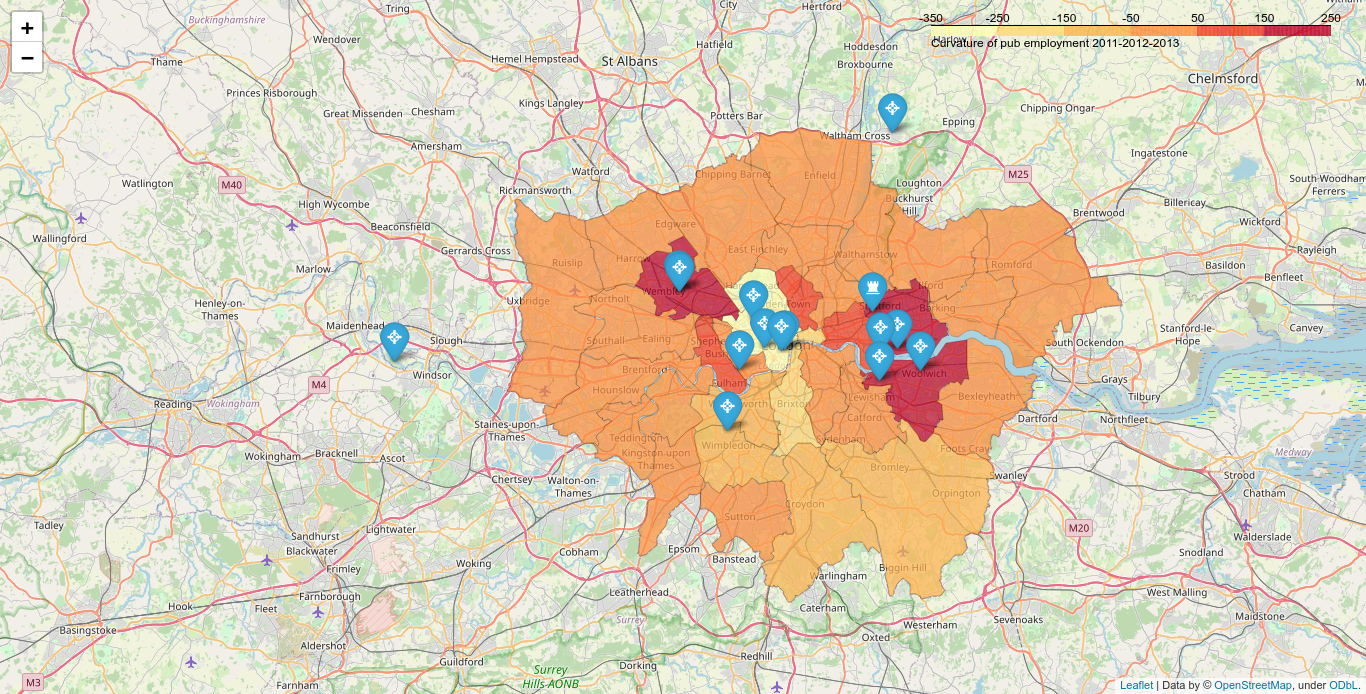 +
−
-350 -250 -150 -50 50 150 250
Curvature of pub employment 2011-2012-2013
Tring
City
Hertford
Buckinghamshire
Wendover
Hatfield
Hoddesdon
Harlow
Thame
Hemel Hempstead
St Albans
Broxbourne
Chelmsford
Princes Risborough
Great Missenden
Chesham
Kings Langley
Potters Bar
Chipping Ongar
Epping
Waltham Cross
Amersham
Ingatestone
Watford
Chipping Barnet
Enfield
M25
Watlington
M40
Rickmansworth
Loughton
South Woodham
Ferrers
High Wycombe
Buckhurst
Hill
Billericay
Brentwood
Wickford
Beaconsfield
Edgware
Wallingford
Gerrards Cross
Harrow
East Finchley
Walthamstow
Rayleigh
Marlow
Ruislip
Romford
Basildon
Benfleet
Wembley
Ilford
Henley-on-
Thames
Uxbridge
Northolt
Barking
Maidenhead
Slough
Southall
Ealing
Stanford-le-
Hope
Canvey
South Ockendon
Windsor
Brentford
Woolwich
M4
Fulham
Grays
Hounslow
Lewisham
Bexleyheath
Tilbury
Reading
Wokingham
Brixton
Catford
Dartford
Northfleet
Staines-upon-
Thames
Teddington
Wimbledon
Sydenham
Foots Cray
Kingston upon
Thames
Wokingham
Bracknell
Ascot
Medway
Bromley
Swanley
Strood
Chertsey
Walton-on-
Thames
Orpington
Chatham
Croydon
Sutton
Tadley
Lightwater
M20
Sandhurst
Blackwater
Walderslade
Epsom
Cobham
Banstead
Snodland
Frimley
Woking
Warlingham
Biggin Hill
Farnborough
Leatherhead
West Malling
Hook
Fleet
Caterham
Westerham
Sevenoaks
Maidstone
Basingstoke
Surrey
Aldershot
Oxted
Guildford
Dorking
Redhill
Surrey
Hills AONB
M3
Farnham
Leaflet | Data by © OpenStreetMap, under ODbL.